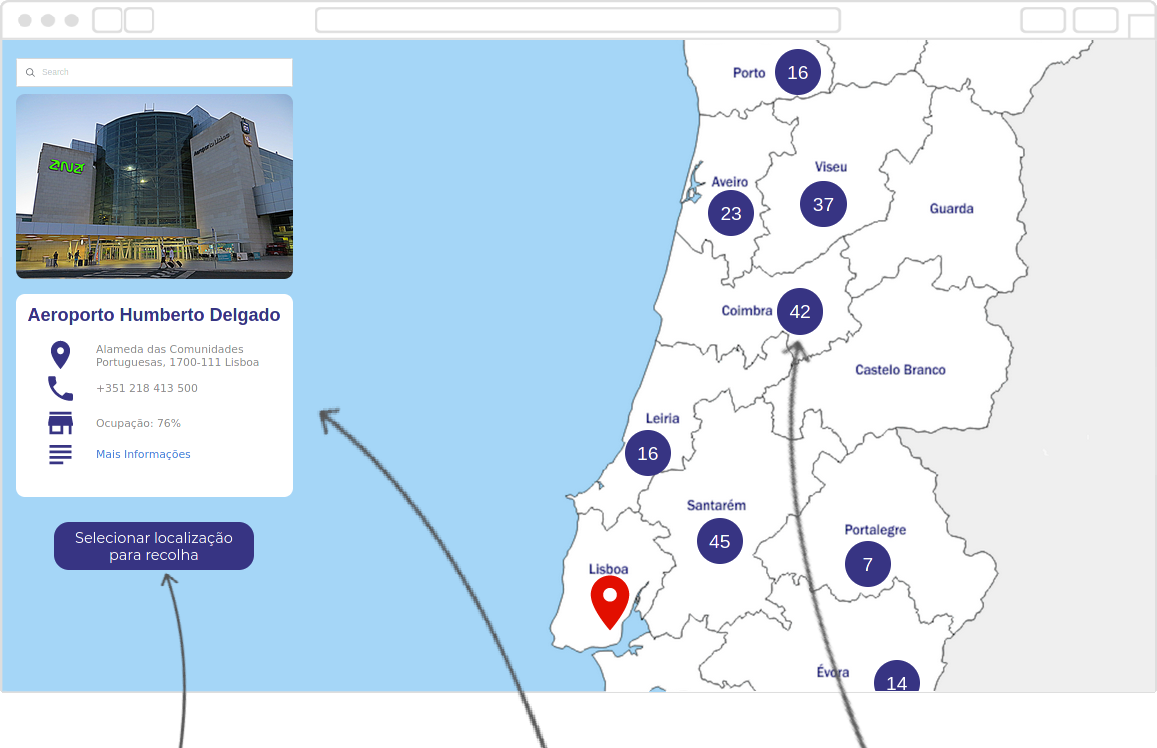 Search
ana
Aeroporto Lisboa
Aeroporto Humberto Delgado
Alameda das Comunidades
Portuguesas, 1700-111 Lisboa
+351 218 413 500
Ocupação: 76%
Mais Informações
Selecionar localização
para recolha
Porto
16
Viseu
37
Aveiro
23
Guarda
Coimbra
42
Castelo Branco
Leiria
16
Santarém
45
Portalegre
7
Lisboa
Évora
14